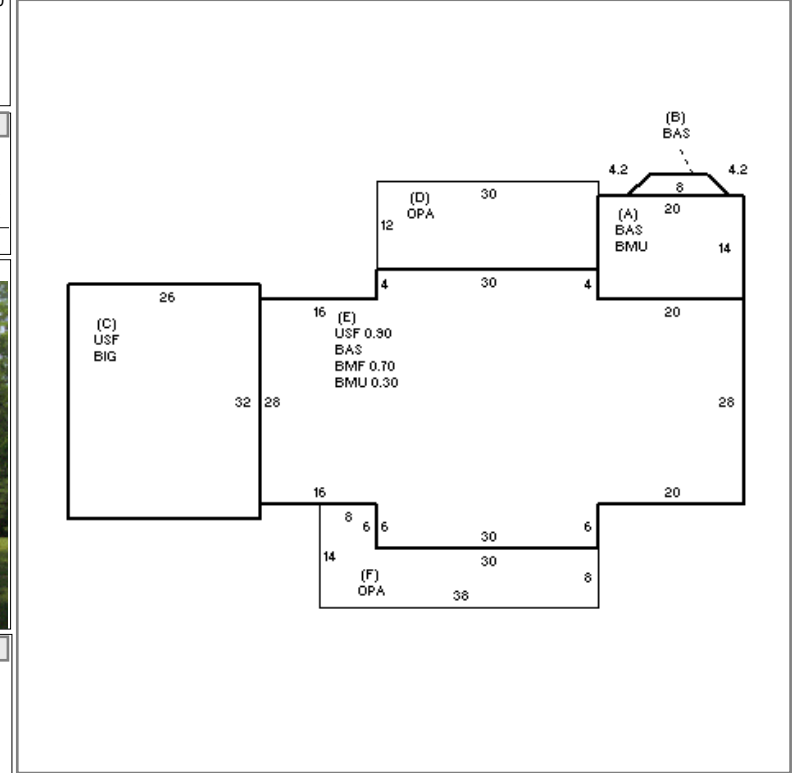 (B)
BAS
4.2
4.2
8
30
20
(D)
OPA
(A)
BAS
BMU
12
14
4
30
4
26
16
20
(C)
USF
BIG
(E)
USF 0.90
BAS
BMF 0.70
BMU 0.30
32
28
28
16
20
8
6
6
6
30
14
30
(F)
OPA
8
38